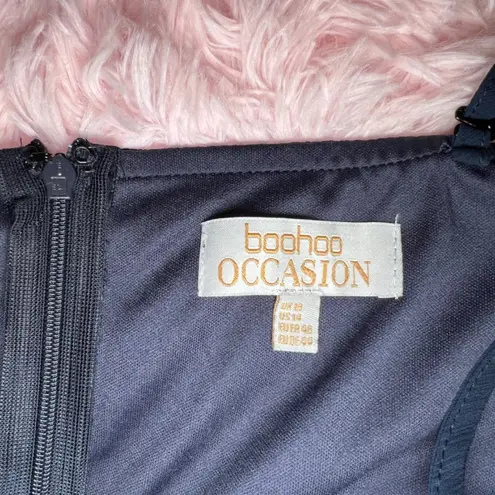 boohoo
OCCASION
UK 18
US 14
EU FR 46
EU DE 44